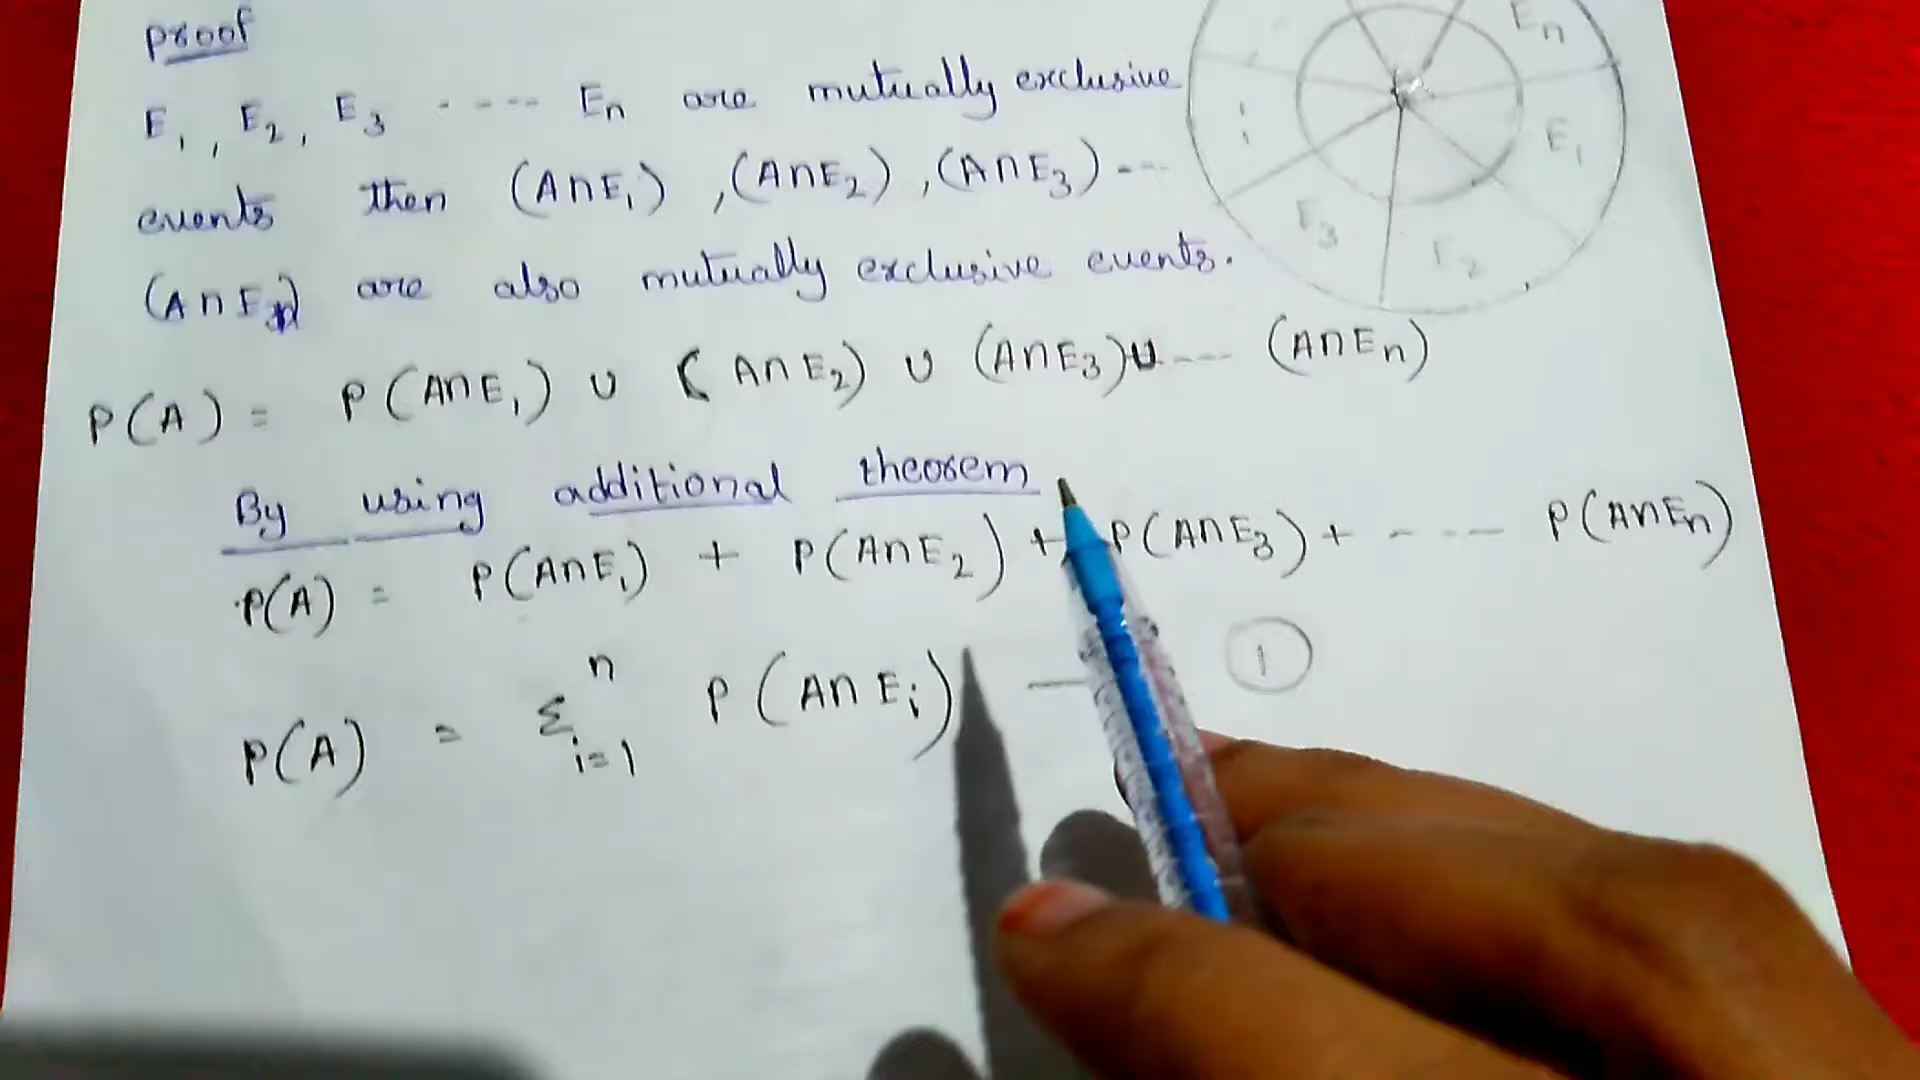 proof
E1, E2, E3 ----- En are mutually exclusive
events then (A∩E1), (A∩E2), (A∩E3)---
(A∩En) are also mutually exclusive events.
P(A) = P(A∩E1) ∪ (A∩E2) ∪ (A∩E3)∪---- (A∩En)
By using additional theorem
P(A) = P(A∩E1) + P(A∩E2) + P(A∩E3) + ---- P(A∩En)
P(A) = Σ n i=1 P(A∩Ei) — 1
En
E1
E2
E3